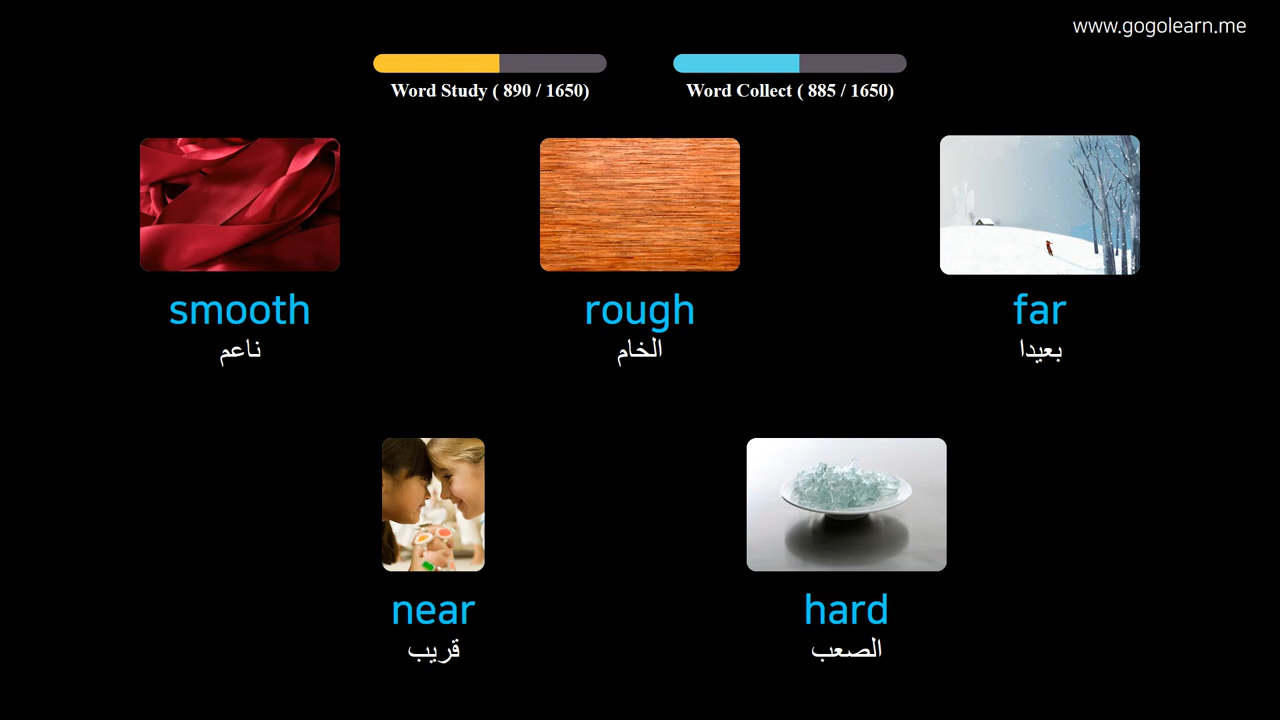 www.gogolearn.me
Word Study ( 890 / 1650)
Word Collect ( 885 / 1650)
smooth
ناعم
rough
الخام
far
بعيدا
near
قريب
hard
الصعب